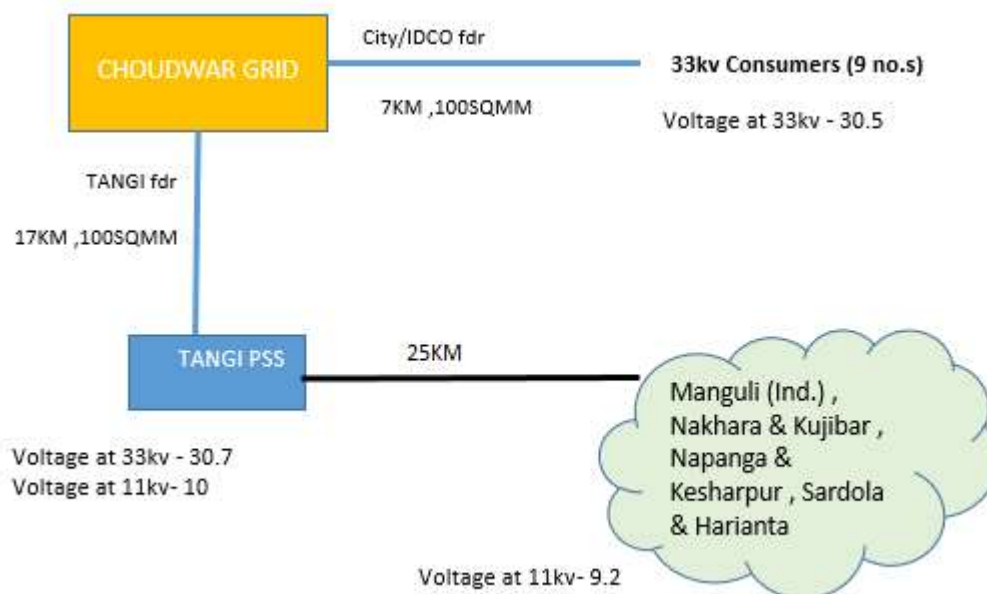 CHOUDWAR GRID
City/IDCO fdr
7KM ,100SQMM
33kv Consumers (9 no.s)
Voltage at 33kv - 30.5
TANGI fdr
17KM ,100SQMM
TANGI PSS
25KM
Manguli (Ind.) ,
Nakhara & Kujibar ,
Napanga &
Kesharpur , Sardola
& Harianta
Voltage at 33kv - 30.7
Voltage at 11kv- 10
Voltage at 11kv- 9.2